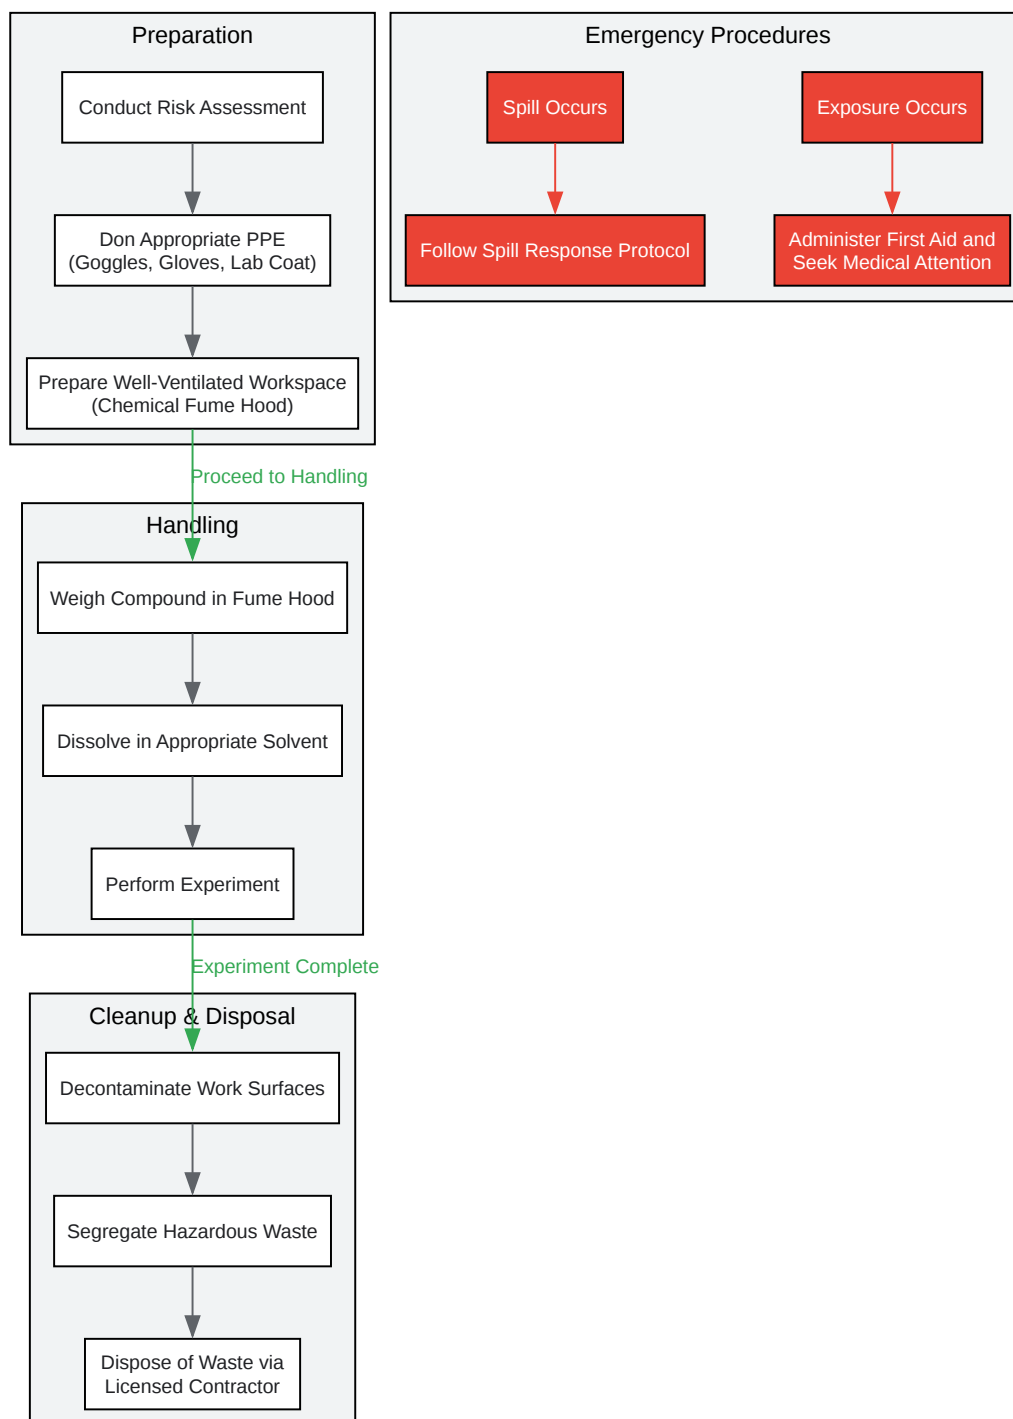 Preparation
Conduct Risk Assessment
Don Appropriate PPE
(Goggles, Gloves, Lab Coat)
Prepare Well-Ventilated Workspace
(Chemical Fume Hood)
Proceed to Handling
Handling
Weigh Compound in Fume Hood
Dissolve in Appropriate Solvent
Perform Experiment
Experiment Complete
Cleanup & Disposal
Decontaminate Work Surfaces
Segregate Hazardous Waste
Dispose of Waste via
Licensed Contractor
Emergency Procedures
Spill Occurs
Follow Spill Response Protocol
Exposure Occurs
Administer First Aid and
Seek Medical Attention